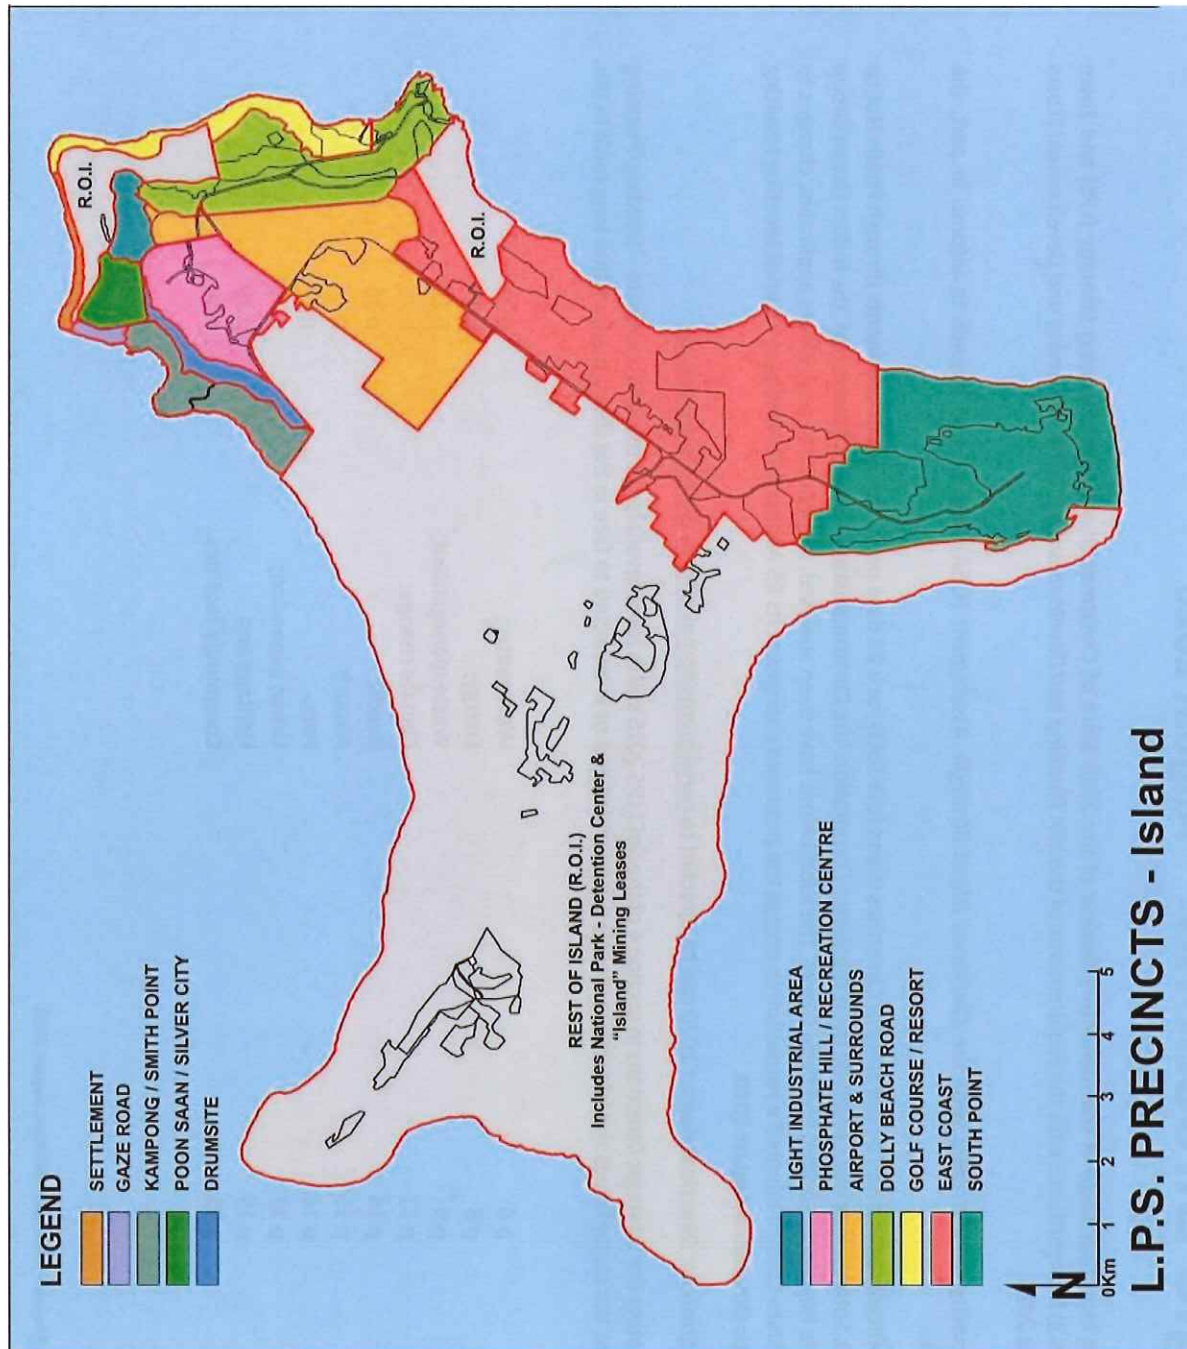 LEGEND
SETTLEMENT
GAZE ROAD
KAMPONG / SMITH POINT
POON SAAN / SILVER CITY
DRUMSITE
R.O.I.
R.O.I.
REST OF ISLAND (R.O.I.)
Includes National Park - Detention Center &
"Island" Mining Leases
LIGHT INDUSTRIAL AREA
PHOSPHATE HILL / RECREATION CENTRE
AIRPORT & SURROUNDS
DOLLY BEACH ROAD
GOLF COURSE / RESORT
EAST COAST
SOUTH POINT
N
0Km 1 2 3 4 5
L.P.S. PRECINCTS - Island